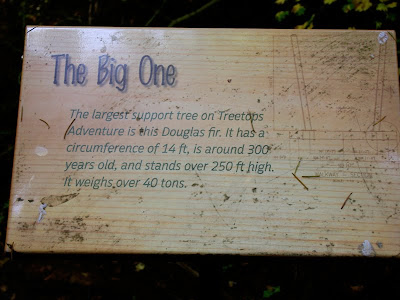 The Big One
The largest support tree on Treetops
Adventure is this Douglas fir. It has a
circumference of 14 ft, is around 300
years old, and stands over 250 ft high.
It weighs over 40 tons.